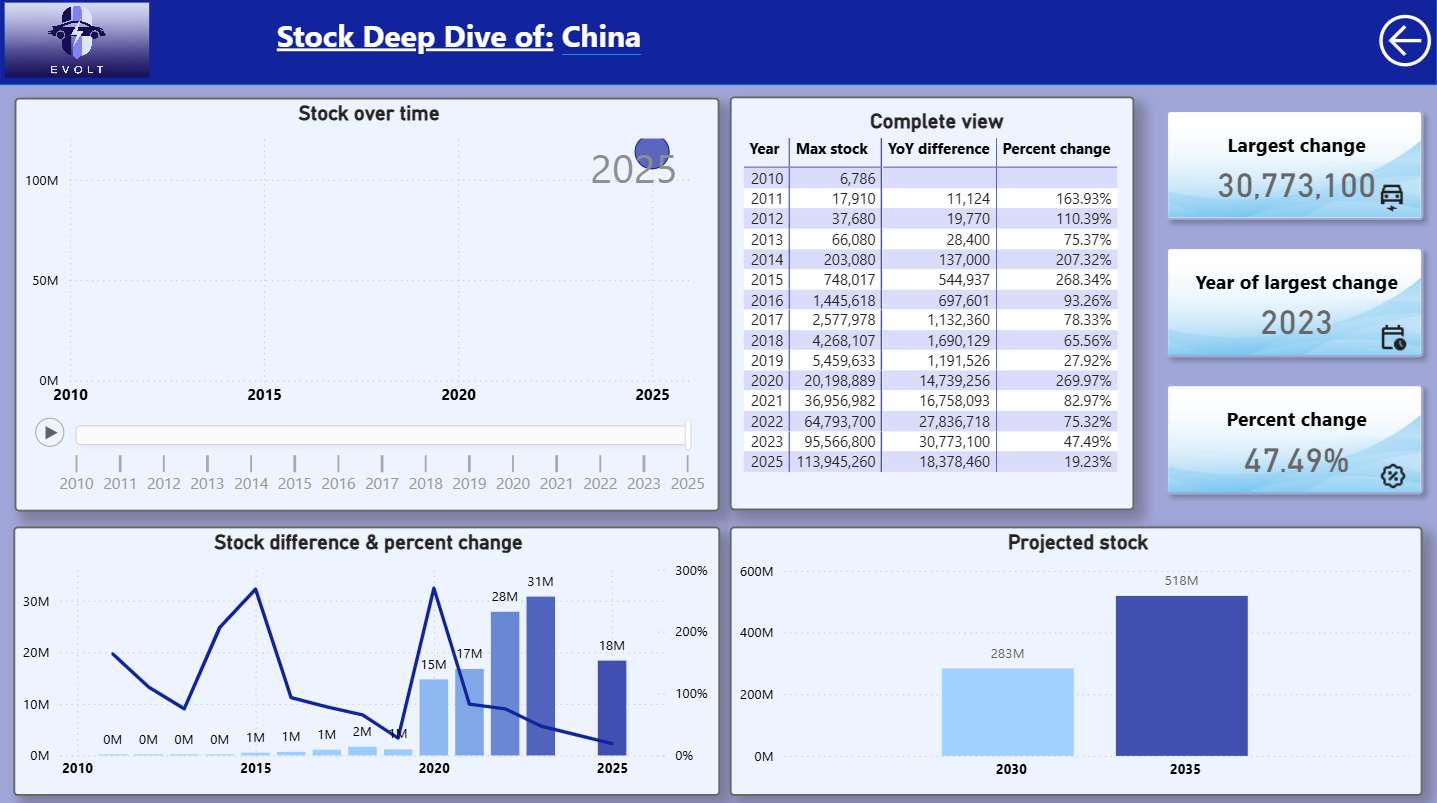 EVOLT
Stock Deep Dive of: China
Stock over time
2025
100M
50M
0M
2010 2015 2020 2025
2010 2011 2012 2013 2014 2015 2016 2017 2018 2019 2020 2021 2022 2023 2025
Complete view
Year Max stock YoY difference Percent change
2010 6,786
2011 17,910 11,124 163.93%
2012 37,680 19,770 110.39%
2013 66,080 28,400 75.37%
2014 203,080 137,000 207.32%
2015 748,017 544,937 268.34%
2016 1,445,618 697,601 93.26%
2017 2,577,978 1,132,360 78.33%
2018 4,268,107 1,690,129 65.56%
2019 5,459,633 1,191,526 27.92%
2020 20,198,889 14,739,256 269.97%
2021 36,956,982 16,758,093 82.97%
2022 64,793,700 27,836,718 75.32%
2023 95,566,800 30,773,100 47.49%
2025 113,945,260 18,378,460 19.23%
Largest change
30,773,100
Year of largest change
2023
Percent change
47.49%
Stock difference & percent change
30M
20M
10M
0M
300%
200%
100%
0%
0M 0M 0M 0M 1M 1M 1M 2M 1M 15M 17M 28M 31M 18M
2010 2015 2020 2025
Projected stock
600M
400M
200M
0M
283M 518M
2030 2035